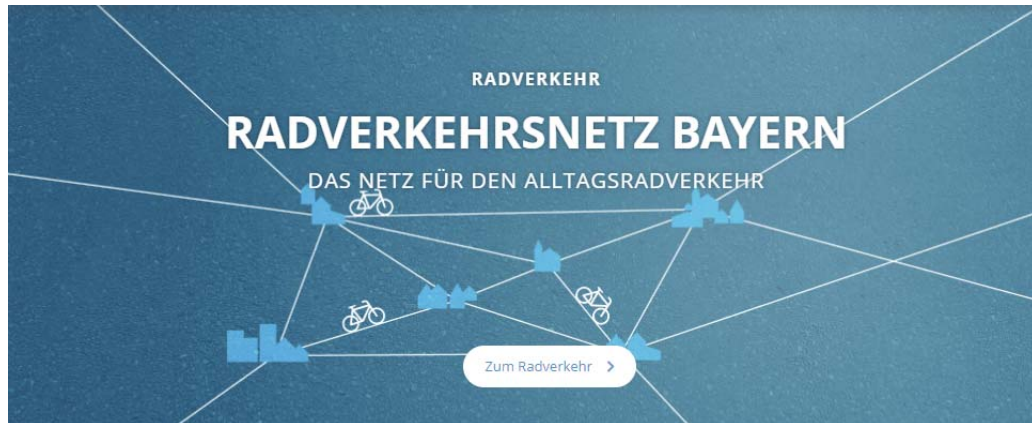 RADVERKEHR
RADVERKEHRSNETZ BAYERN
DAS NETZ FÜR DEN ALLTAGSRADVERKEHR
Zum Radverkehr